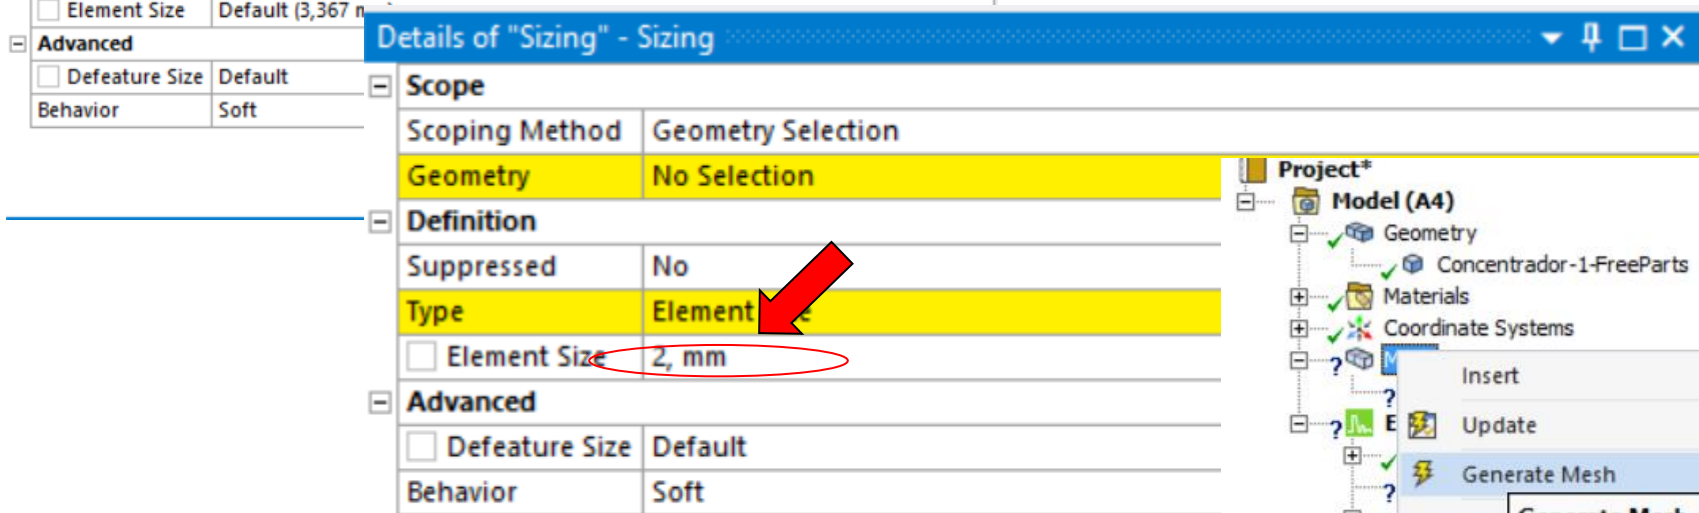 Element Size Default (3,367 m
Advanced
Defeature Size Default
Behavior Soft
Details of "Sizing" - Sizing
Scope
Scoping Method Geometry Selection
Geometry No Selection
Definition
Suppressed No
Type Element
Element Size 2, mm
Advanced
Defeature Size Default
Behavior Soft
Project*
Model (A4)
Geometry
Concentrador-1-FreeParts
Materials
Coordinate Systems
Insert
Update
Generate Mesh
Generate Mesh